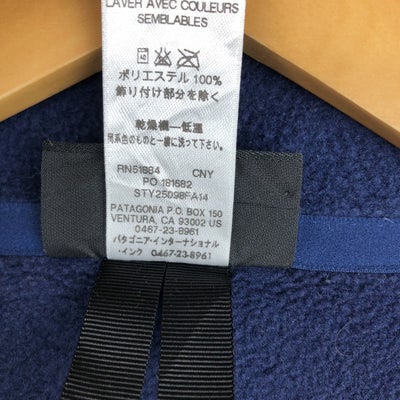 LAVER AVEC COULEURS
SEMBLABLES
ポリエステル 100%
飾り付け部分を除く
乾燥機―低温
同系色のものと一緒に洗って下さい。
RN51884 CNY
PO 181682
STY25098FA14
PATAGONIA P.O. BOX 150
VENTURA, CA 93002 US
0467-23-8961
パタゴニア・インターナショナル
・インク 0467-23-8961